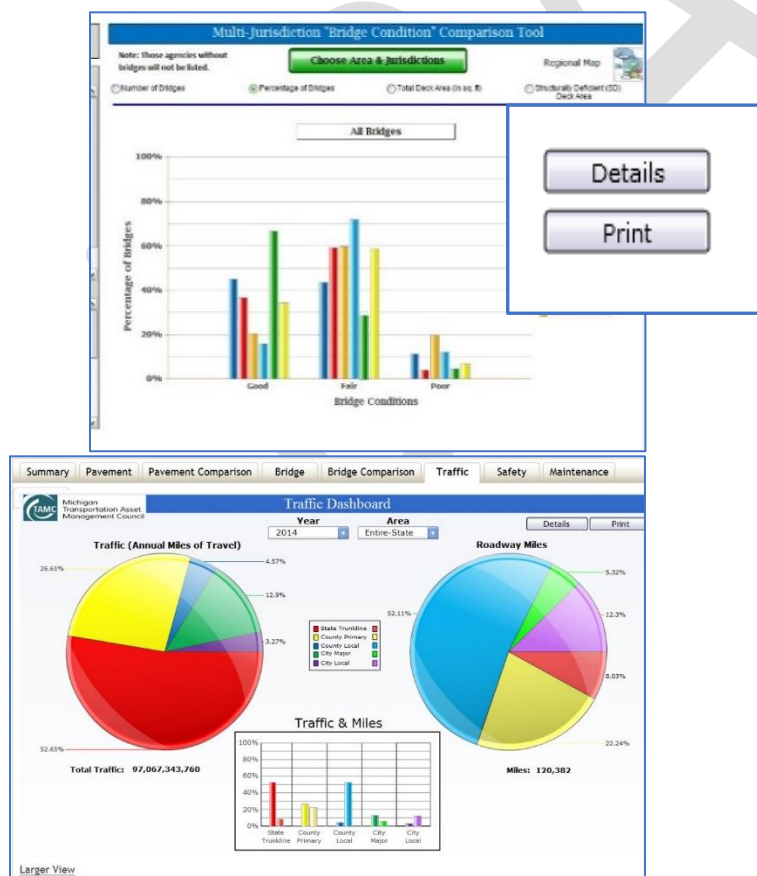 Multi-Jurisdiction "Bridge Condition" Comparison Tool
Note: Those agencies without
bridges will not be listed.
Choose Area & Jurisdictions
Regional Map
Number of Bridges
Percentage of Bridges
Total Deck Area (in sq. ft)
Structurally Deficient (SD)
Deck Area
All Bridges
Details
Print
Percentage of Bridges
100%
80%
60%
40%
20%
0%
Good
Fair
Poor
Bridge Conditions
Summary
Pavement
Pavement Comparison
Bridge
Bridge Comparison
Traffic
Safety
Maintenance
TAMC
Michigan
Transportation Asset
Management Council
Traffic Dashboard
Year
Area
2014
Entire-State
Details
Print
Traffic (Annual Miles of Travel)
26.61%
4.57%
12.9%
3.27%
52.65%
Total Traffic: 97,067,343,760
State Trunkline
County Primary
County Local
City Major
City Local
Roadway Miles
52.11%
5.32%
12.3%
8.03%
22.24%
Miles: 120,382
Traffic & Miles
100%
80%
60%
40%
20%
0%
State
Trunkline
County
Primary
County
Local
City
Major
City
Local
Larger View